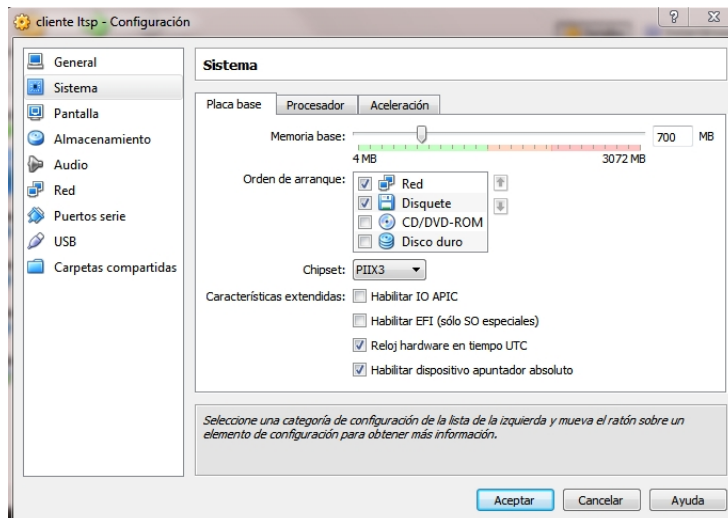 cliente ltsp - Configuración
General
Sistema
Pantalla
Almacenamiento
Audio
Red
Puertos serie
USB
Carpetas compartidas
Sistema
Placa base Procesador Aceleración
Memoria base: 700 MB
4 MB 3072 MB
Orden de arranque: Red
Disquete
CD/DVD-ROM
Disco duro
Chipset: PIIX3
Características extendidas: Habilitar IO APIC
Habilitar EFI (sólo SO especiales)
Reloj hardware en tiempo UTC
Habilitar dispositivo apuntador absoluto
Seleccione una categoría de configuración de la lista de la izquierda y mueva el ratón sobre un
elemento de configuración para obtener más información.
Aceptar Cancelar Ayuda